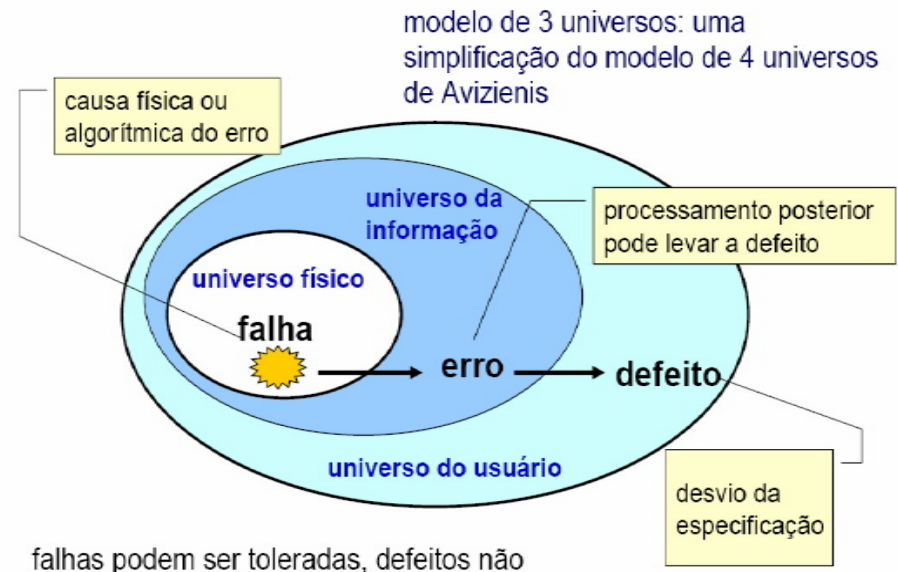 modelo de 3 universos: uma
simplificação do modelo de 4 universos
de Avizienis
causa física ou
algorítmica do erro
universo da
informação
processamento posterior
pode levar a defeito
universo físico
falha
erro
defeito
universo do usuário
desvio da
especificação
falhas podem ser toleradas, defeitos não